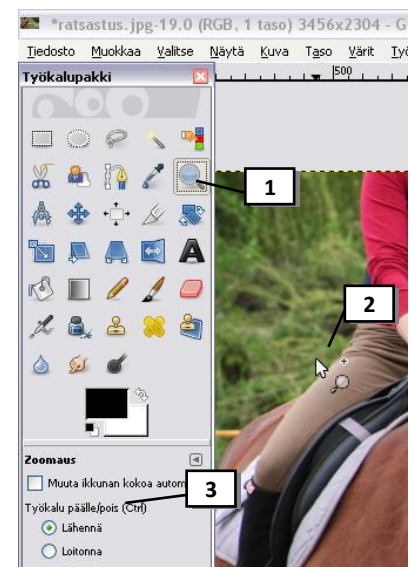 *ratsastus.jpg-19.0 (RGB, 1 taso) 3456x2304 - G
Tiedosto Muokkaa Valitse Näytä Kuva Taso Värit Työ
Työkalupakki
500
1
2
Zoomaus
Muuta ikkunan kokoa autom
3
Työkalu päälle/pois (Ctrl)
Lähennä
Loitonna